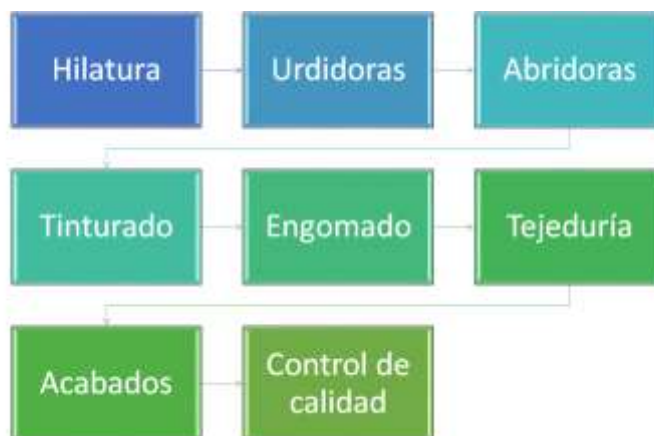 Hilatura
Urdidoras
Abridoras
Tinturado
Engomado
Tejeduría
Acabados
Control de
calidad